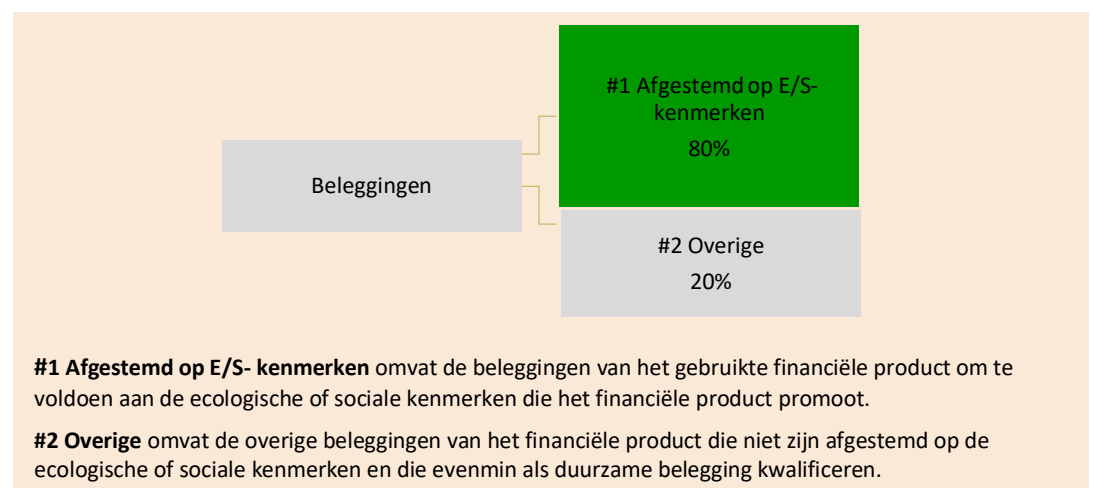 #1 Afgestemd op E/S-
kenmerken
80%
Beleggingen
#2 Overige
20%
#1 Afgestemd op E/S- kenmerken omvat de beleggingen van het gebruikte financiële product om te
voldoen aan de ecologische of sociale kenmerken die het financiële product promoot.
#2 Overige omvat de overige beleggingen van het financiële product die niet zijn afgestemd op de
ecologische of sociale kenmerken en die evenmin als duurzame belegging kwalificeren.